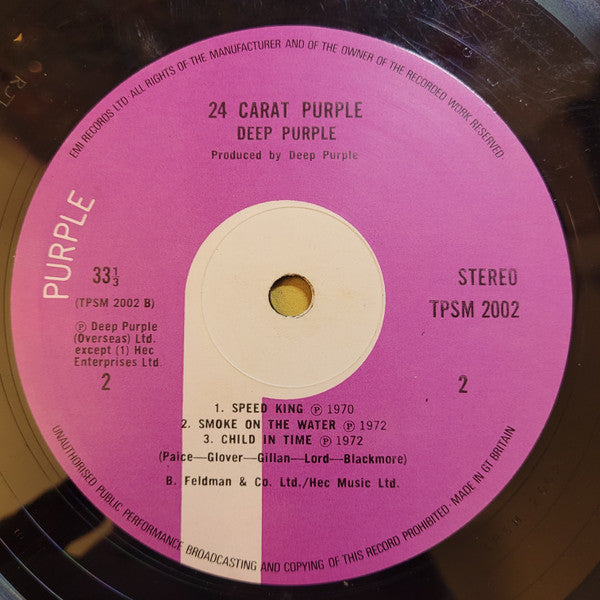 EMI RECORDS LTD ALL RIGHTS OF THE MANUFACTURER AND OF THE OWNER OF THE RECORDED WORK RESERVED
24 CARAT PURPLE
DEEP PURPLE
Produced by Deep Purple
PURPLE
33⅓
(TPSM 2002 B)
STEREO
TPSM 2002
Ⓟ Deep Purple
(Overseas) Ltd.
except (1) Hec
Enterprises Ltd.
2
2
1. SPEED KING Ⓟ 1970
2. SMOKE ON THE WATER Ⓟ 1972
3. CHILD IN TIME Ⓟ 1972
(Paice—Glover—Gillan—Lord—Blackmore)
B. Feldman & Co. Ltd./Hec Music Ltd.
UNAUTHORISED PUBLIC PERFORMANCE BROADCASTING AND COPYING OF THIS RECORD PROHIBITED·MADE IN GT BRITAIN